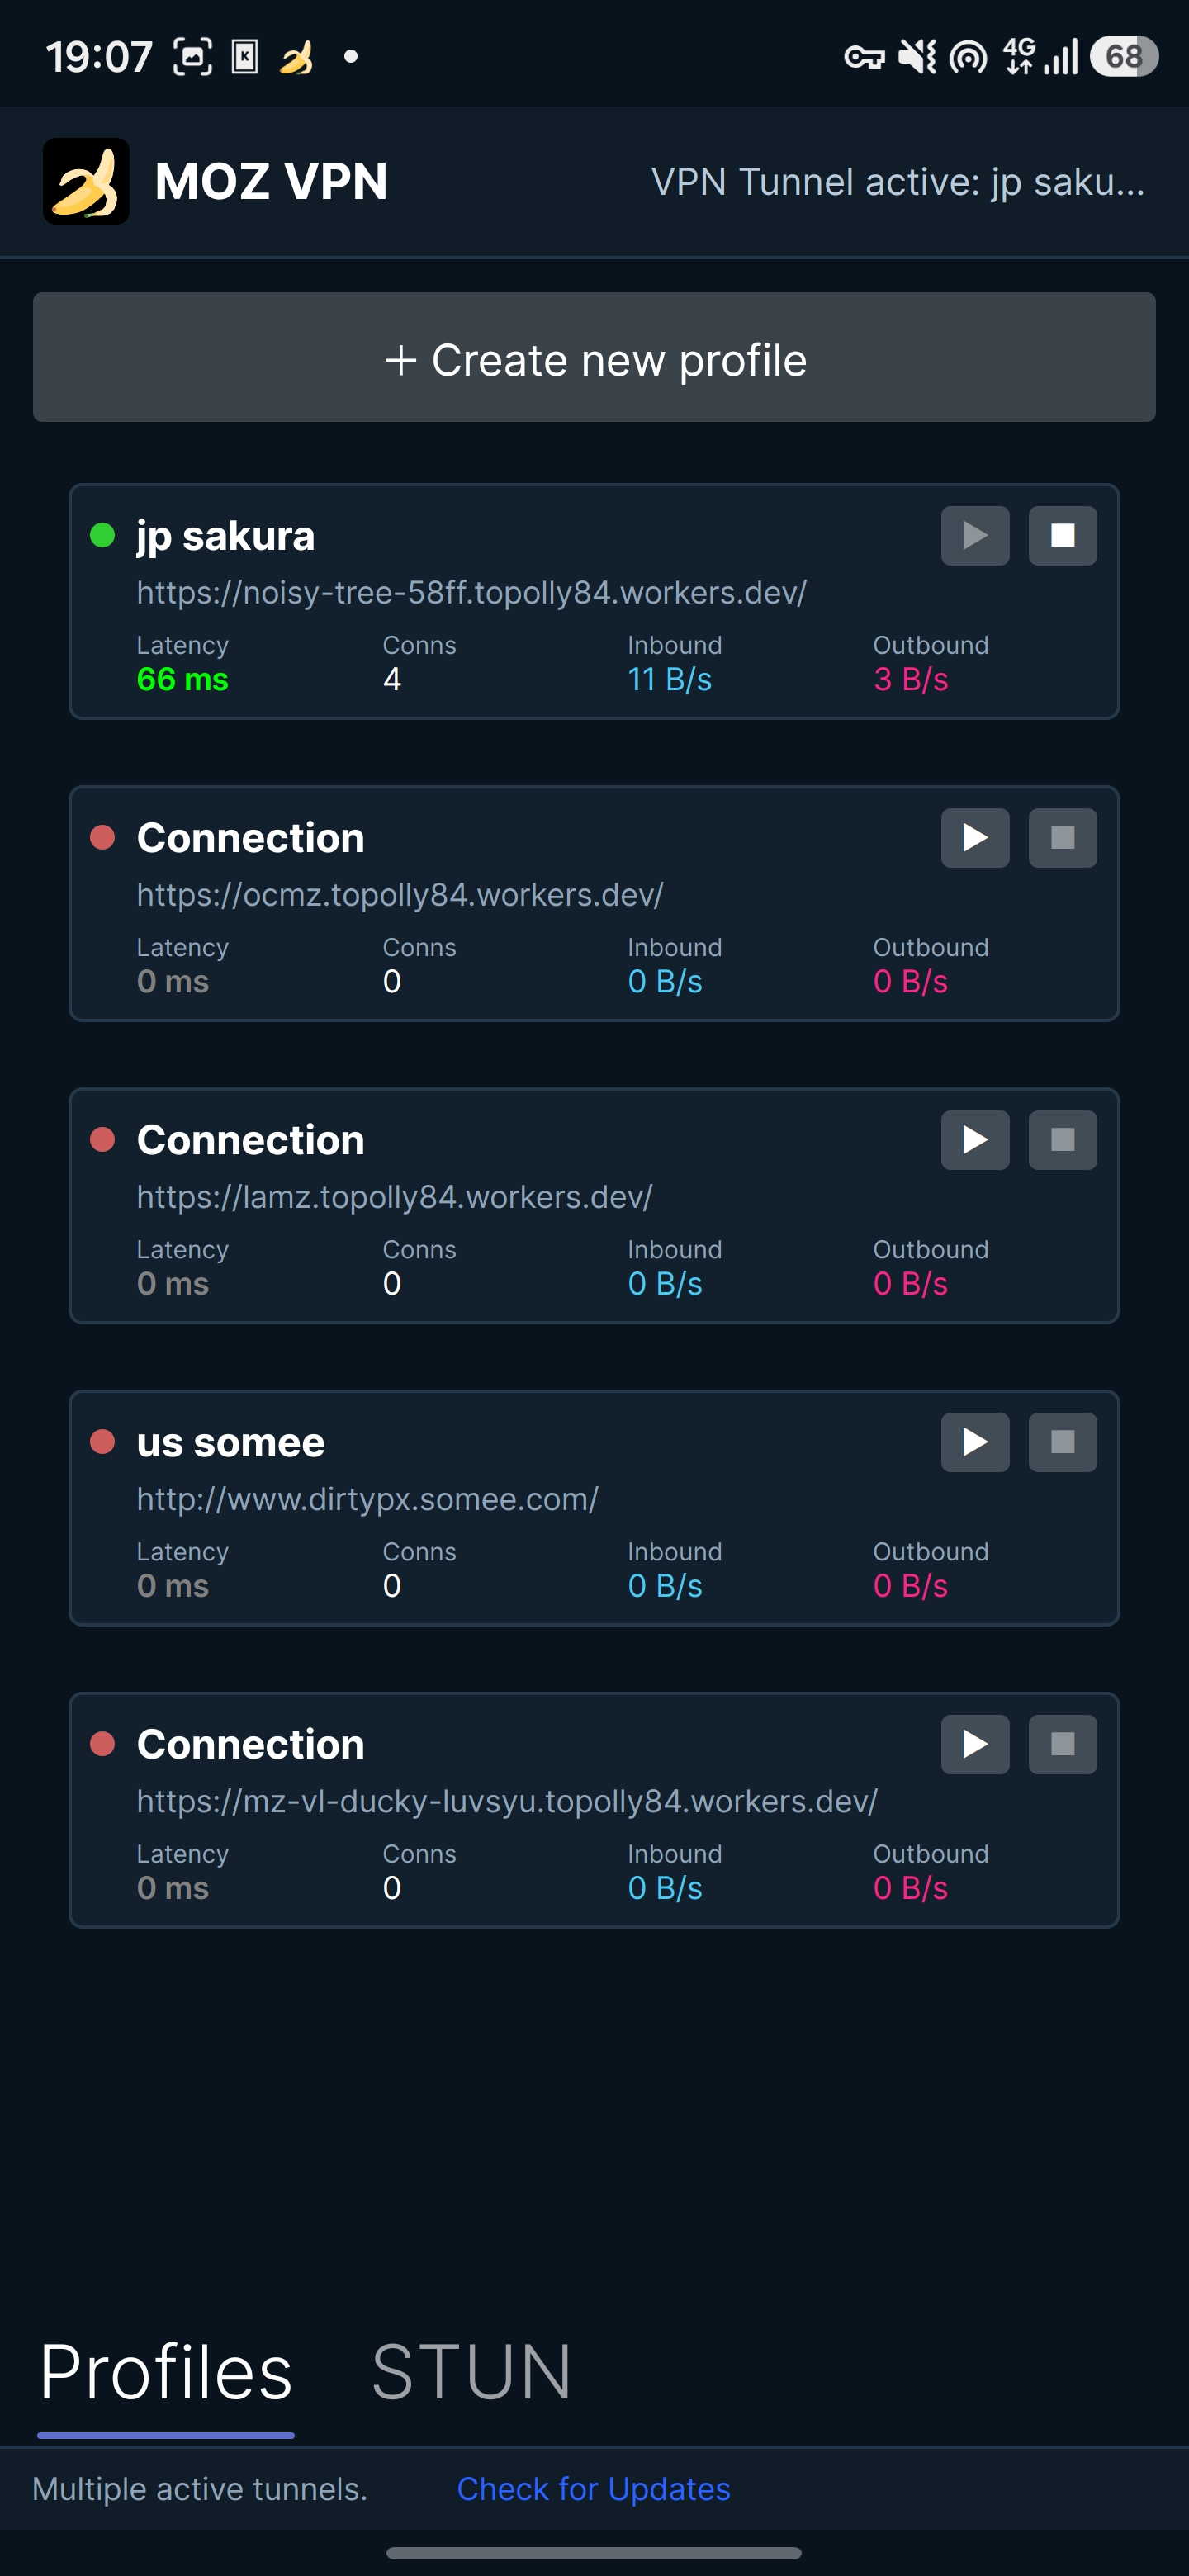 19:07 K 4G 68
MOZ VPN VPN Tunnel active: jp saku...
+ Create new profile
jp sakura
https://noisy-tree-58ff.topolly84.workers.dev/
Latency Conns Inbound Outbound
66 ms 4 11 B/s 3 B/s
Connection
https://ocmz.topolly84.workers.dev/
Latency Conns Inbound Outbound
0 ms 0 0 B/s 0 B/s
Connection
https://lamz.topolly84.workers.dev/
Latency Conns Inbound Outbound
0 ms 0 0 B/s 0 B/s
us somee
http://www.dirtypx.somee.com/
Latency Conns Inbound Outbound
0 ms 0 0 B/s 0 B/s
Connection
https://mz-vl-ducky-luvsyu.topolly84.workers.dev/
Latency Conns Inbound Outbound
0 ms 0 0 B/s 0 B/s
Profiles STUN
Multiple active tunnels. Check for Updates